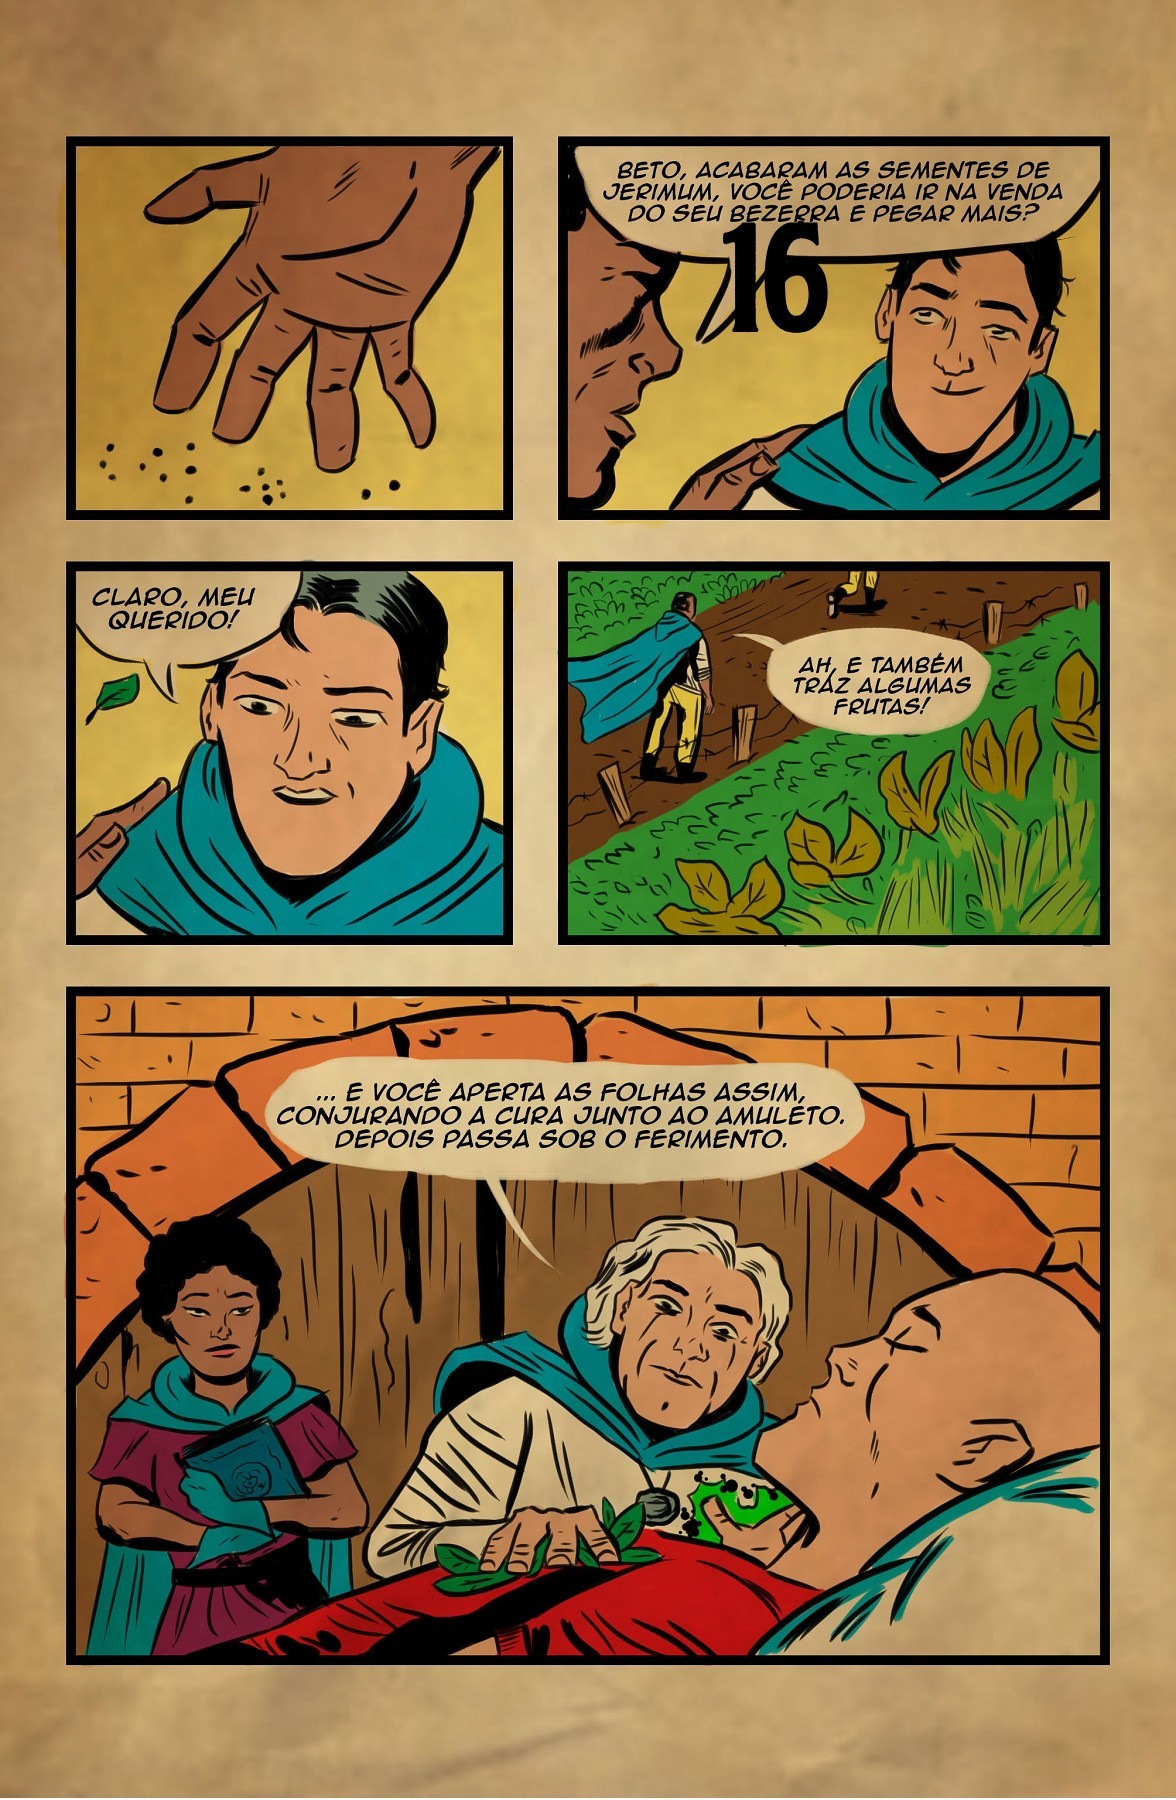 BETO, ACABARAM AS SEMENTES DE
JERIMUM, VOCÊ PODERIA IR NA VENDA
DO SEU BEZERRA E PEGAR MAIS?
16
CLARO, MEU
QUERIDO!
AH, E TAMBÉM
TRAZ ALGUMAS
FRUTAS!
... E VOCÊ APERTA AS FOLHAS ASSIM,
CONJURANDO A CURA JUNTO AO AMULETO.
DEPOIS PASSA SOB O FERIMENTO.